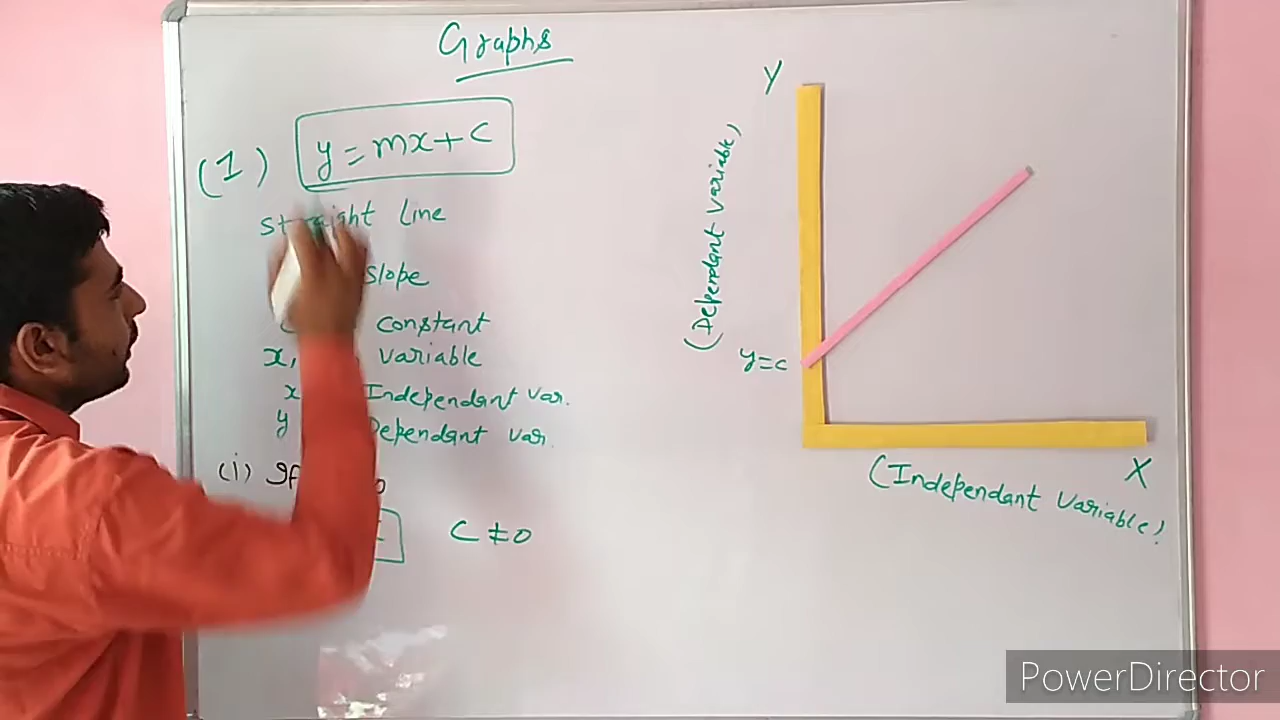 Graphs
(1) y = mx + c
straight line
slope
constant
x, variable
x Independant var.
y Dependant var.
(i) If 0
c ≠ 0
Y
(Dependant variable)
y=c
X
(Independant Variable)
PowerDirector